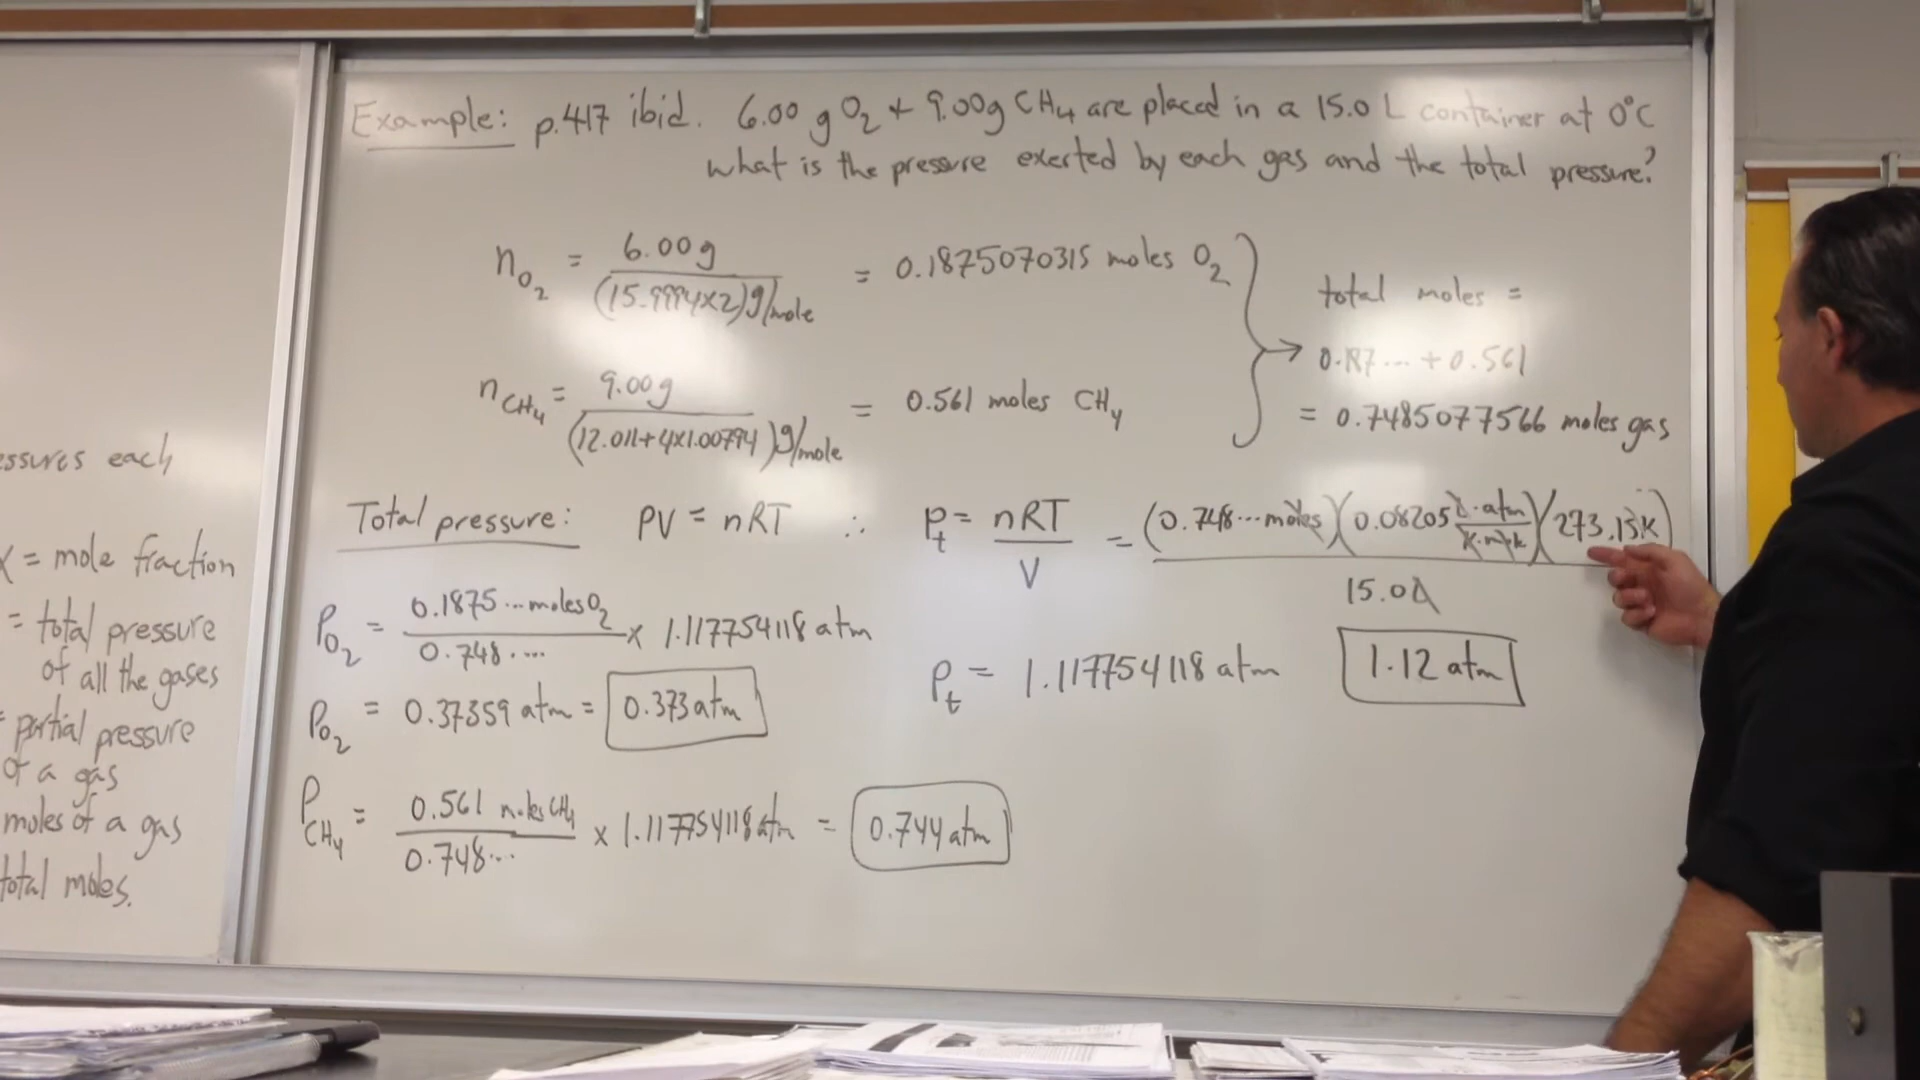 essures each
X = mole fraction
= total pressure
of all the gases
= partial pressure
of a gas
moles of a gas
total moles.
Example: p.417 ibid. 6.00 g O₂ + 9.00g CH₄ are placed in a 15.0 L container at 0°C
what is the pressure exerted by each gas and the total pressure?
n O₂ = 6.00g / (15.9994x2)g/mole = 0.1875070315 moles O₂
n CH₄ = 9.00g / (12.011+4x1.00794)g/mole = 0.561 moles CH₄
total moles =
0.187... + 0.561
= 0.7485077566 moles gas
Total pressure: PV = nRT ∴ Pt = nRT / V = (0.748...moles)(0.08205 L·atm / K·mole)(273.15K) / 15.0L
Pt = 1.117754118 atm 1.12 atm
P O₂ = 0.1875...moles O₂ / 0.748.... x 1.117754118 atm
P O₂ = 0.37359 atm = 0.373 atm
P CH₄ = 0.561 moles CH₄ / 0.748... x 1.117754118 atm = 0.744 atm